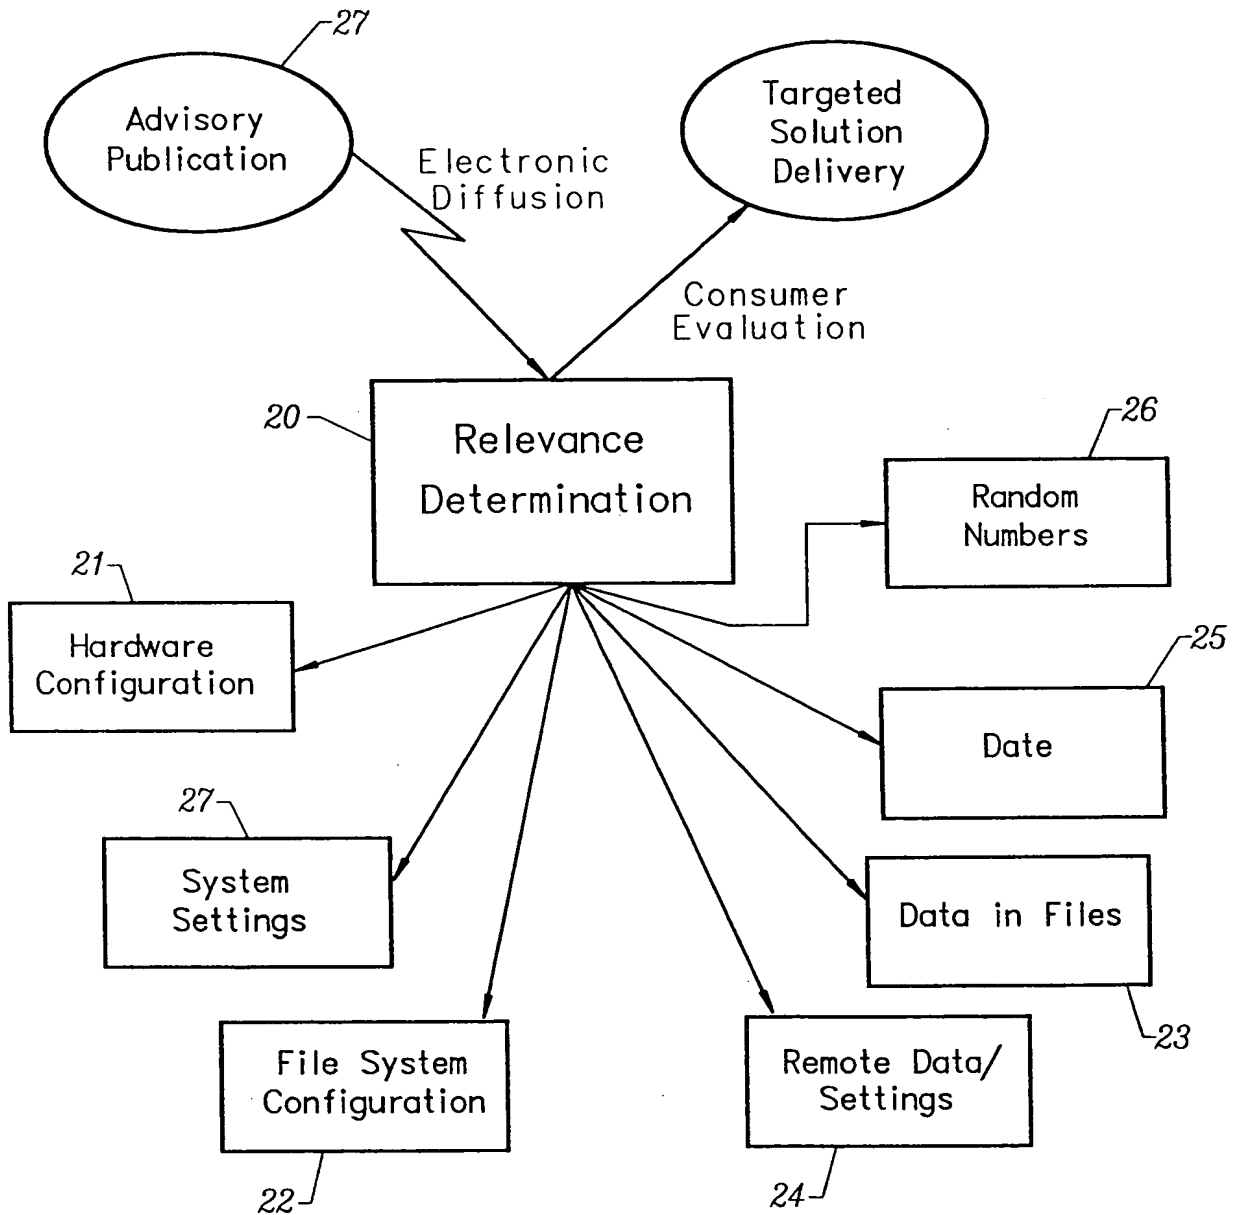 27
Advisory
Publication
Targeted
Solution
Delivery
Electronic
Diffusion
Consumer
Evaluation
20
Relevance
Determination
26
Random
Numbers
21
Hardware
Configuration
25
Date
27
System
Settings
Data in Files
23
File System
Configuration
22
Remote Data/
Settings
24